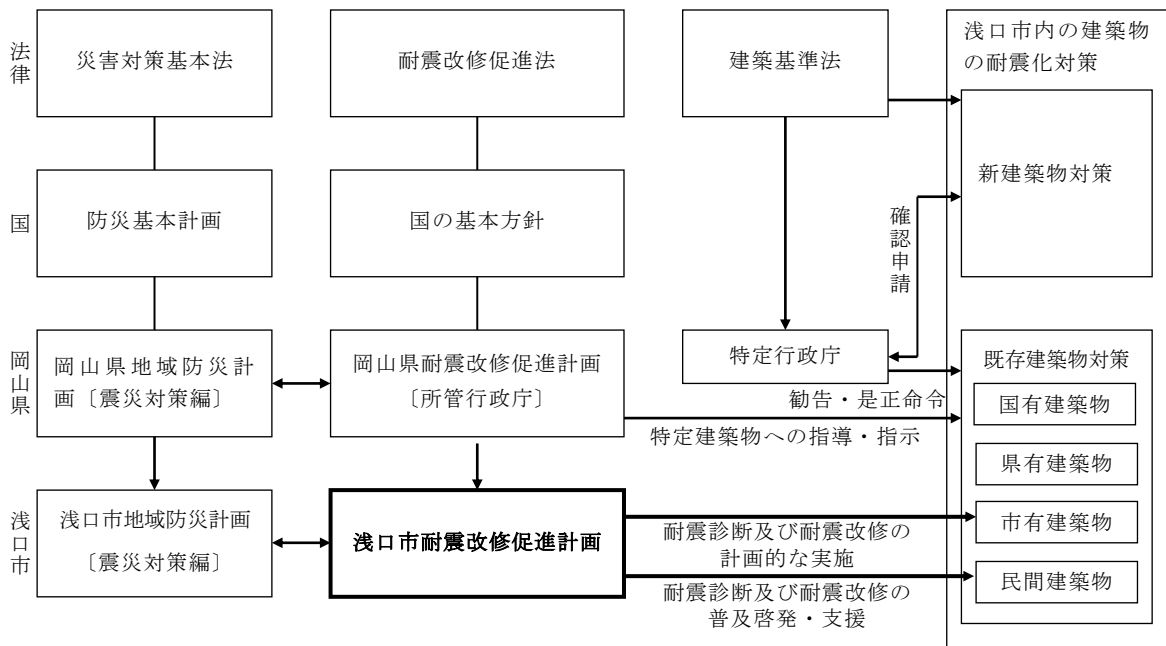 法律
災害対策基本法
耐震改修促進法
建築基準法
浅口市内の建築物
の耐震化対策
国
防災基本計画
国の基本方針
新建築物対策
確認申請
岡山県
岡山県地域防災計
画〔震災対策編〕
岡山県耐震改修促進計画
〔所管行政庁〕
特定行政庁
既存建築物対策
勧告・是正命令
国有建築物
特定建築物への指導・指示
県有建築物
浅口市
浅口市地域防災計画
〔震災対策編〕
浅口市耐震改修促進計画
耐震診断及び耐震改修の
計画的な実施
市有建築物
耐震診断及び耐震改修の
普及啓発・支援
民間建築物